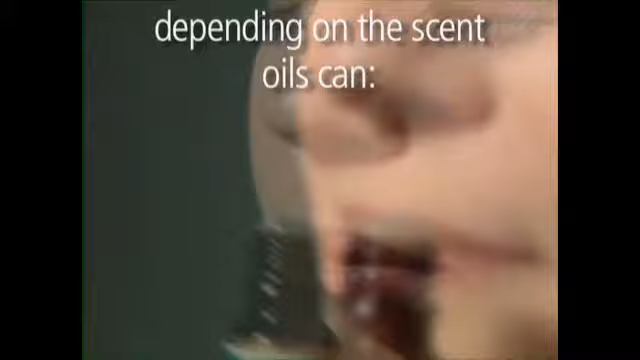 depending on the scent
oils can: